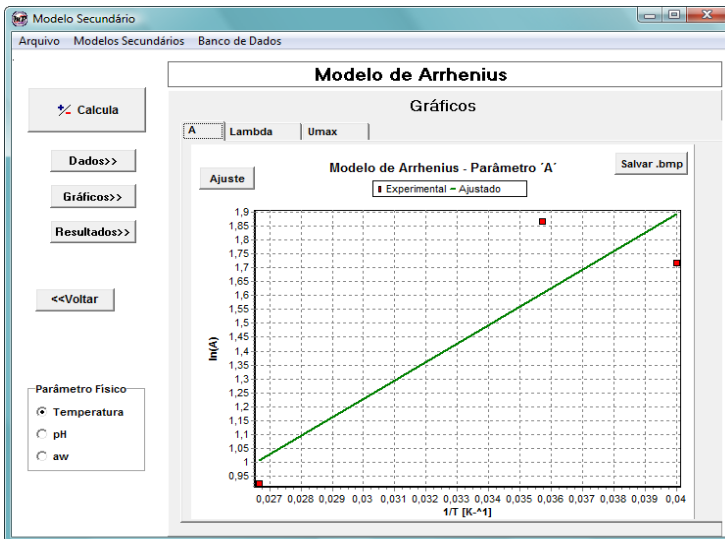 Modelo Secundário
Arquivo Modelos Secundários Banco de Dados
Modelo de Arrhenius
Gráficos
+/- Calcula
A Lambda Umax
Dados>>
Gráficos>>
Resultados>>
<<Voltar
Parâmetro Físico
Temperatura
pH
aw
Ajuste
Modelo de Arrhenius - Parâmetro ´A´
Salvar .bmp
Experimental Ajustado
1,9
1,85
1,8
1,75
1,7
1,65
1,6
1,55
1,5
1,45
1,4
1,35
1,3
1,25
1,2
1,15
1,1
1,05
1
0,95
ln(A)
0,027 0,028 0,029 0,03 0,031 0,032 0,033 0,034 0,035 0,036 0,037 0,038 0,039 0,04
1/T [K-^1]